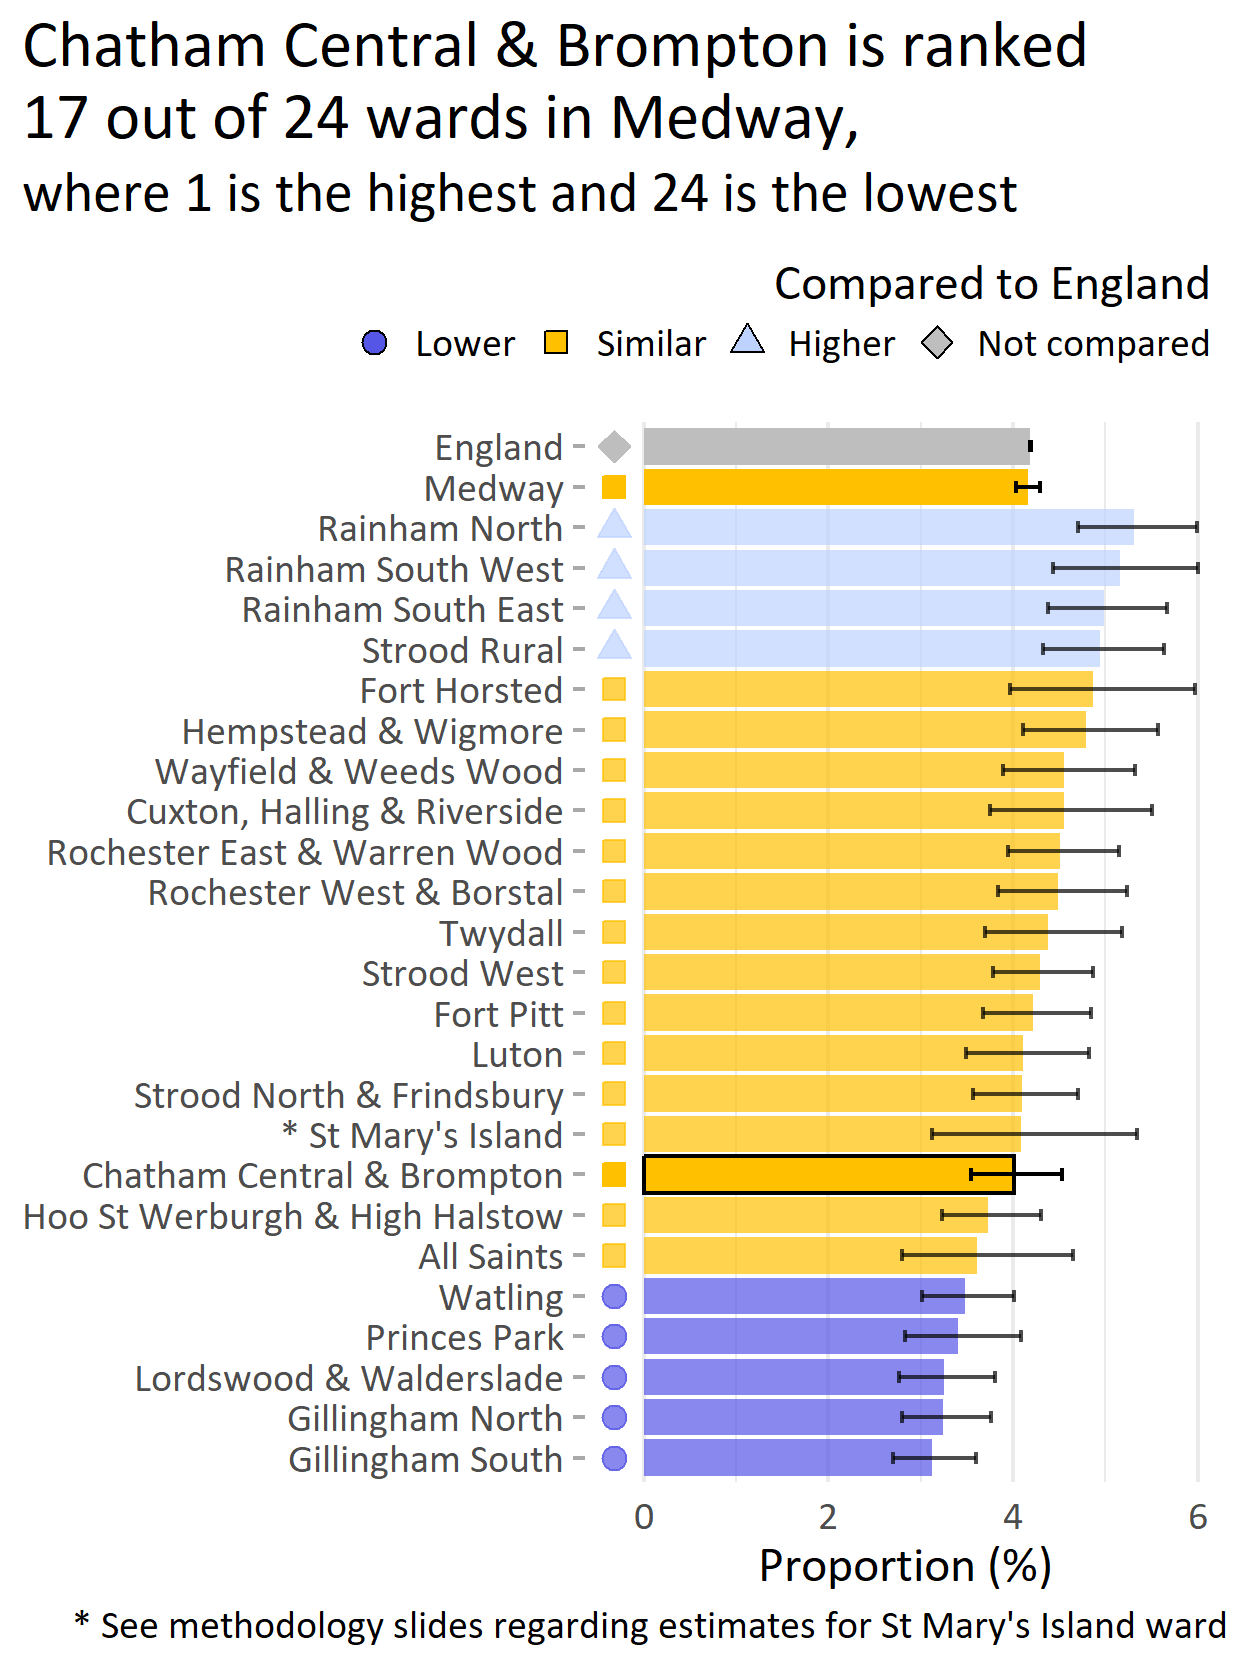 Chatham Central & Brompton is ranked
17 out of 24 wards in Medway,
where 1 is the highest and 24 is the lowest
Compared to England
Lower Similar Higher Not compared
England
Medway
Rainham North
Rainham South West
Rainham South East
Strood Rural
Fort Horsted
Hempstead & Wigmore
Wayfield & Weeds Wood
Cuxton, Halling & Riverside
Rochester East & Warren Wood
Rochester West & Borstal
Twydall
Strood West
Fort Pitt
Luton
Strood North & Frindsbury
* St Mary's Island
Chatham Central & Brompton
Hoo St Werburgh & High Halstow
All Saints
Watling
Princes Park
Lordswood & Walderslade
Gillingham North
Gillingham South
0 2 4 6
Proportion (%)
* See methodology slides regarding estimates for St Mary's Island ward